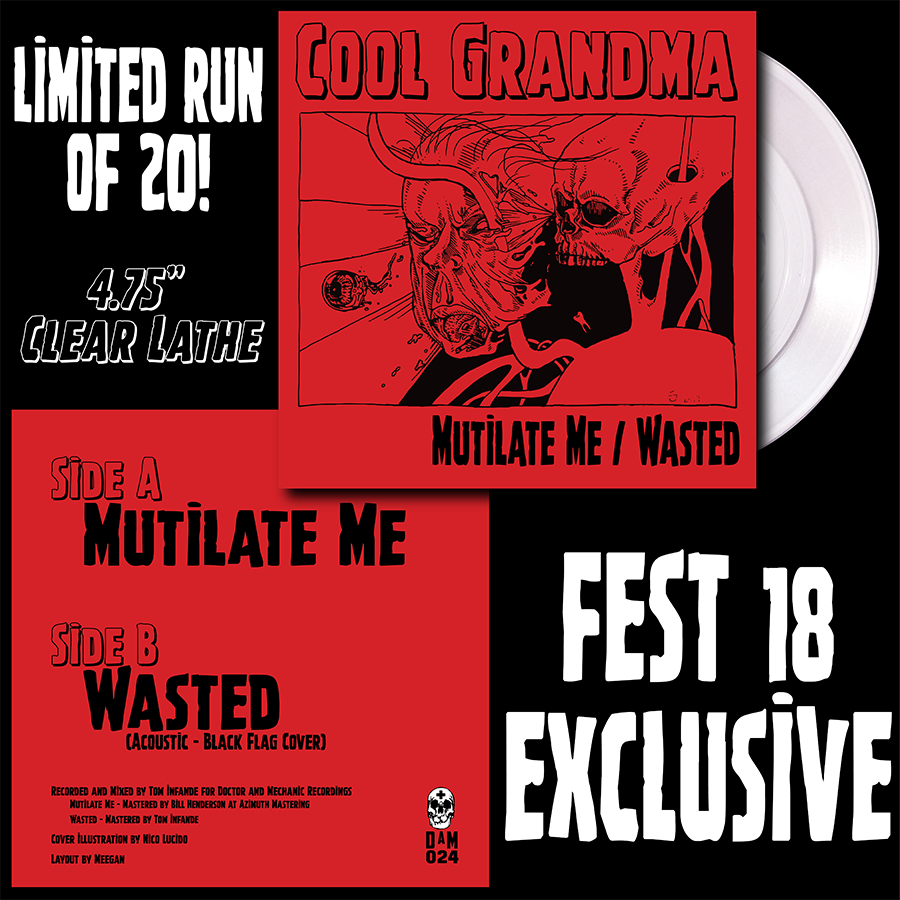 LIMITED RUN
OF 20!
4.75"
CLEAR LATHE
COOL GRANDMA
MUTILATE ME / WASTED
SIDE A
MUTILATE ME
SIDE B
WASTED
(ACOUSTIC - BLACK FLAG COVER)
RECORDED AND MIXED BY TOM INFANDE FOR DOCTOR AND MECHANIC RECORDINGS
MUTILATE ME - MASTERED BY BILL HENDERSON AT AZIMUTH MASTERING
WASTED - MASTERED BY TOM INFANDE
COVER ILLUSTRATION BY NICO LUCIDO
LAYOUT BY MEEGAN
DAM
024
FEST 18
EXCLUSIVE